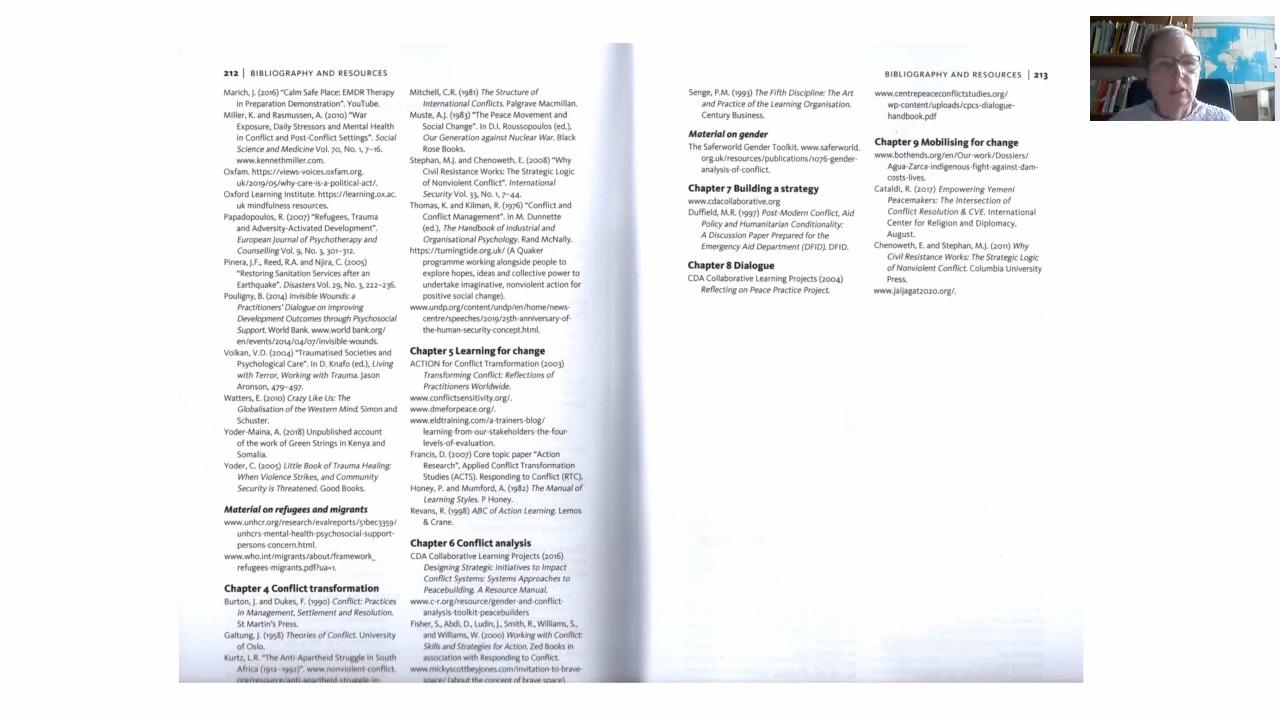 212 | BIBLIOGRAPHY AND RESOURCES
Marich, J. (2016) "Calm Safe Place: EMDR Therapy
in Preparation Demonstration". YouTube.
Miller, K. and Rasmussen, A. (2010) "War
Exposure, Daily Stressors and Mental Health
in Conflict and Post-Conflict Settings". Social
Science and Medicine Vol. 70, No. 1, 7–16.
www.kennethmiller.com.
Oxfam. https://views-voices.oxfam.org.
uk/2019/05/why-care-is-a-political-act/.
Oxford Learning Institute. https://learning.ox.ac.
uk mindfulness resources.
Papadopoulos, R. (2007) "Refugees, Trauma
and Adversity-Activated Development".
European Journal of Psychotherapy and
Counselling Vol. 9, No. 3, 301–312.
Pinera, J.F., Reed, R.A. and Njira, C. (2005)
"Restoring Sanitation Services after an
Earthquake". Disasters Vol. 29, No. 3, 222–236.
Pouligny, B. (2014) Invisible Wounds: a
Practitioners' Dialogue on Improving
Development Outcomes through Psychosocial
Support. World Bank. www.world bank.org/
en/events/2014/04/07/invisible-wounds.
Volkan, V.D. (2004) "Traumatised Societies and
Psychological Care". In D. Knafo (ed.), Living
with Terror, Working with Trauma. Jason
Aronson, 479–497.
Watters, E. (2010) Crazy Like Us: The
Globalisation of the Western Mind. Simon and
Schuster.
Yoder-Maina, A. (2018) Unpublished account
of the work of Green Strings in Kenya and
Somalia.
Yoder, C. (2005) Little Book of Trauma Healing:
When Violence Strikes, and Community
Security is Threatened. Good Books.
Material on refugees and migrants
www.unhcr.org/research/evalreports/51bec3359/
unhcrs-mental-health-psychosocial-support-
persons-concern.html.
www.who.int/migrants/about/framework_
refugees-migrants.pdf?ua=1.
Chapter 4 Conflict transformation
Burton, J. and Dukes, F. (1990) Conflict: Practices
in Management, Settlement and Resolution.
St Martin's Press.
Galtung, J. (1958) Theories of Conflict. University
of Oslo.
Kurtz, L.R. "The Anti-Apartheid Struggle in South
Africa (1912–1992)". www.nonviolent-conflict.
org/resource/anti-apartheid-struggle-in-
Mitchell, C.R. (1981) The Structure of
International Conflicts. Palgrave Macmillan.
Muste, A.J. (1983) "The Peace Movement and
Social Change". In D.I. Roussopoulos (ed.),
Our Generation against Nuclear War. Black
Rose Books.
Stephan, M.J. and Chenoweth, E. (2008) "Why
Civil Resistance Works: The Strategic Logic
of Nonviolent Conflict". International
Security Vol. 33, No. 1, 7–44.
Thomas, K. and Kilman, R. (1976) "Conflict and
Conflict Management". In M. Dunnette
(ed.), The Handbook of Industrial and
Organisational Psychology. Rand McNally.
https://turningtide.org.uk/ (A Quaker
programme working alongside people to
explore hopes, ideas and collective power to
undertake imaginative, nonviolent action for
positive social change).
www.undp.org/content/undp/en/home/news-
centre/speeches/2019/25th-anniversary-of-
the-human-security-concept.html.
Chapter 5 Learning for change
ACTION for Conflict Transformation (2003)
Transforming Conflict: Reflections of
Practitioners Worldwide.
www.conflictsensitivity.org/.
www.dmeforpeace.org/.
www.eldtraining.com/a-trainers-blog/
learning-from-our-stakeholders-the-four-
levels-of-evaluation.
Francis, D. (2007) Core topic paper "Action
Research", Applied Conflict Transformation
Studies (ACTS). Responding to Conflict (RTC).
Honey, P. and Mumford, A. (1982) The Manual of
Learning Styles. P Honey.
Revans, R. (1998) ABC of Action Learning. Lemos
& Crane.
Chapter 6 Conflict analysis
CDA Collaborative Learning Projects (2016)
Designing Strategic Initiatives to Impact
Conflict Systems: Systems Approaches to
Peacebuilding. A Resource Manual.
www.c-r.org/resource/gender-and-conflict-
analysis-toolkit-peacebuilders
Fisher, S., Abdi, D., Ludin, J., Smith, R., Williams, S.,
and Williams, W. (2000) Working with Conflict:
Skills and Strategies for Action. Zed Books in
association with Responding to Conflict.
www.mickyscottbeyjones.com/invitation-to-brave-
space/ (about the concept of brave space).
BIBLIOGRAPHY AND RESOURCES | 213
Senge, P.M. (1993) The Fifth Discipline: The Art
and Practice of the Learning Organisation.
Century Business.
Material on gender
The Saferworld Gender Toolkit. www.saferworld.
org.uk/resources/publications/1076-gender-
analysis-of-conflict.
Chapter 7 Building a strategy
www.cdacollaborative.org
Duffield, M.R. (1997) Post-Modern Conflict, Aid
Policy and Humanitarian Conditionality:
A Discussion Paper Prepared for the
Emergency Aid Department (DFID). DFID.
Chapter 8 Dialogue
CDA Collaborative Learning Projects (2004)
Reflecting on Peace Practice Project.
www.centrepeaceconflictstudies.org/
wp-content/uploads/cpcs-dialogue-
handbook.pdf
Chapter 9 Mobilising for change
www.bothends.org/en/Our-work/Dossiers/
Agua-Zarca-indigenous-fight-against-dam-
costs-lives.
Cataldi, R. (2017) Empowering Yemeni
Peacemakers: The Intersection of
Conflict Resolution & CVE. International
Center for Religion and Diplomacy,
August.
Chenoweth, E. and Stephan, M.J. (2011) Why
Civil Resistance Works: The Strategic Logic
of Nonviolent Conflict. Columbia University
Press.
www.jaijagat2020.org/.